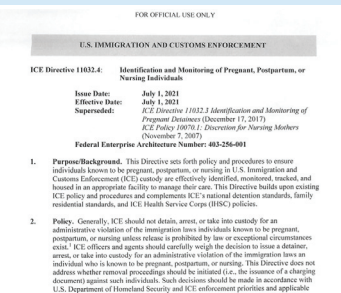 FOR OFFICIAL USE ONLY
U.S. IMMIGRATION AND CUSTOMS ENFORCEMENT
ICE Directive 11032.4: Identification and Monitoring of Pregnant, Postpartum, or
Nursing Individuals
Issue Date: July 1, 2021
Effective Date: July 1, 2021
Superseded: ICE Directive 11032.3 Identification and Monitoring of
Pregnant Detainees (December 17, 2017)
ICE Policy 10070.1: Discretion for Nursing Mothers
(November 7, 2007)
Federal Enterprise Architecture Number: 403-256-001
1. Purpose/Background. This Directive sets forth policy and procedures to ensure
individuals known to be pregnant, postpartum, or nursing in U.S. Immigration and
Customs Enforcement (ICE) custody are effectively identified, monitored, tracked, and
housed in an appropriate facility to manage their care. This Directive builds upon existing
ICE policy and procedures and complements ICE's national detention standards, family
residential standards, and ICE Health Service Corps (IHSC) policies.
2. Policy. Generally, ICE should not detain, arrest, or take into custody for an
administrative violation of the immigration laws individuals known to be pregnant,
postpartum, or nursing unless release is prohibited by law or exceptional circumstances
exist.¹ ICE officers and agents should carefully weigh the decision to issue a detainer,
arrest, or take into custody for an administrative violation of the immigration laws an
individual who is known to be pregnant, postpartum, or nursing. This Directive does not
address whether removal proceedings should be initiated (i.e., the issuance of a charging
document) against such individuals. Such decisions should be made in accordance with
U.S. Department of Homeland Security and ICE enforcement priorities and applicable